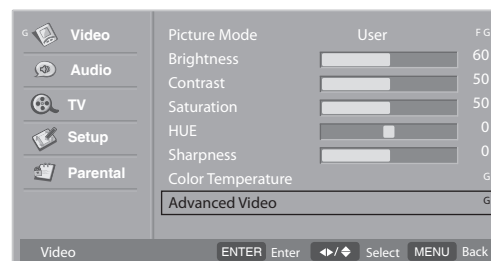 G Video
Audio
TV
Setup
Parental
Picture Mode User F G
Brightness 60
Contrast 50
Saturation 50
HUE 0
Sharpness 0
Color Temperature G
Advanced Video G
Video ENTER Enter Select MENU Back